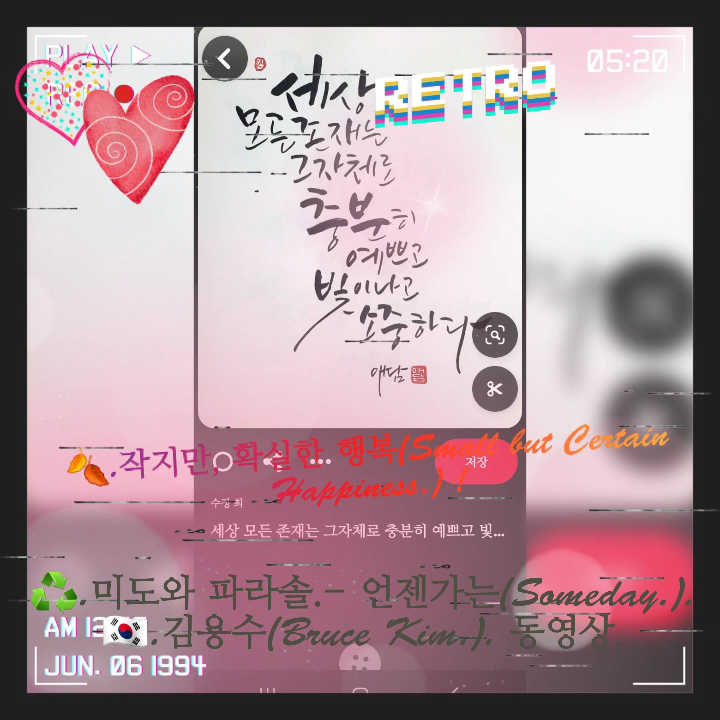 PLAY
05:20
RETRO
세상
모든 존재는
그 자체로
충분히
예쁘고
빛이나고
소중하다
애담
.작지만, 확실한 행복(Small but Certain
Happiness.) !
저장
수강 최
세상 모든 존재는 그자체로 충분히 예쁘고 빛...
.미도와 파라솔.- 언젠가는(Someday.).
.김용수(Bruce Kim.). 동영상
AM 12
JUN. 06 1994